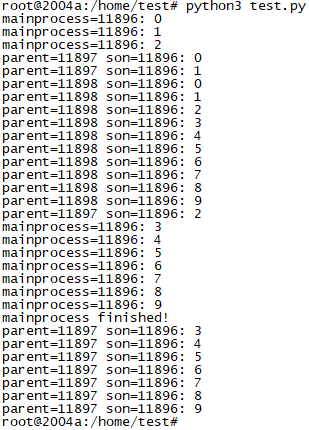 root@2004a:/home/test# python3 test.py
mainprocess=11896: 0
mainprocess=11896: 1
mainprocess=11896: 2
parent=11897 son=11896: 0
parent=11897 son=11896: 1
parent=11898 son=11896: 0
parent=11898 son=11896: 1
parent=11898 son=11896: 2
parent=11898 son=11896: 3
parent=11898 son=11896: 4
parent=11898 son=11896: 5
parent=11898 son=11896: 6
parent=11898 son=11896: 7
parent=11898 son=11896: 8
parent=11898 son=11896: 9
parent=11897 son=11896: 2
mainprocess=11896: 3
mainprocess=11896: 4
mainprocess=11896: 5
mainprocess=11896: 6
mainprocess=11896: 7
mainprocess=11896: 8
mainprocess=11896: 9
mainprocess finished!
parent=11897 son=11896: 3
parent=11897 son=11896: 4
parent=11897 son=11896: 5
parent=11897 son=11896: 6
parent=11897 son=11896: 7
parent=11897 son=11896: 8
parent=11897 son=11896: 9
root@2004a:/home/test#